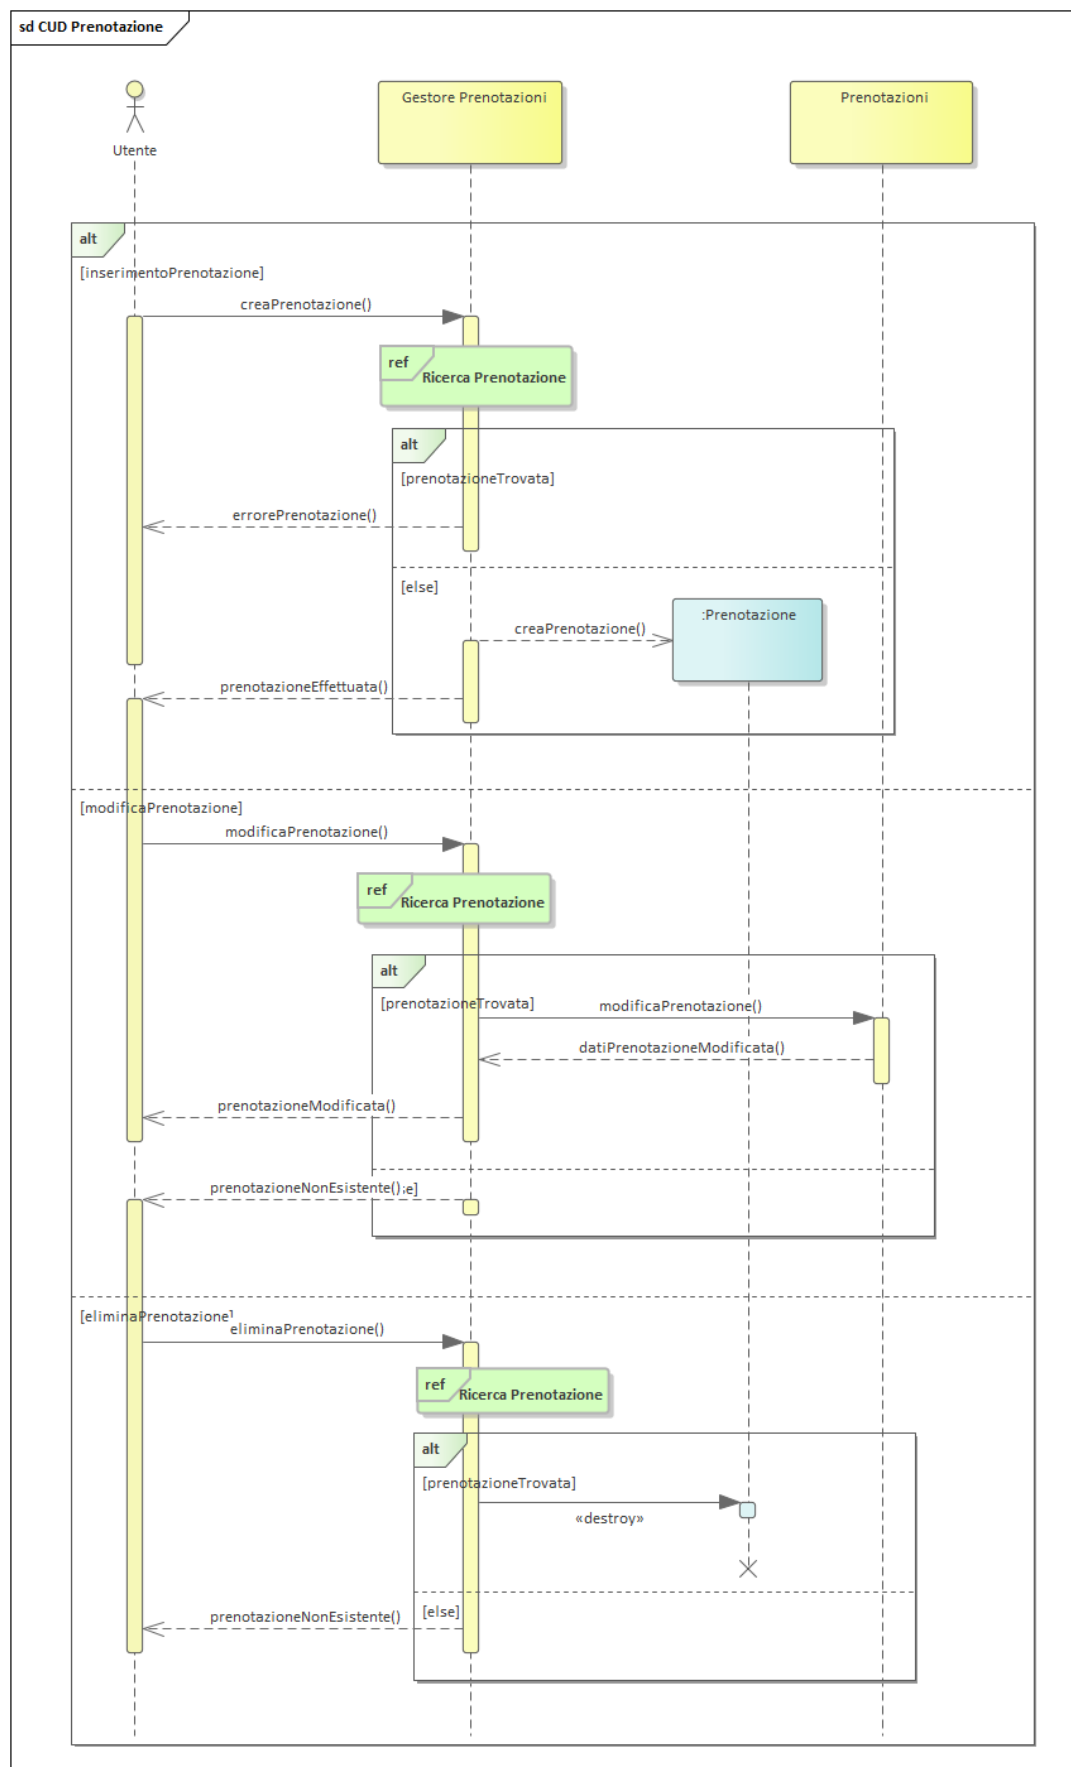 sd CUD Prenotazione
Utente
Gestore Prenotazioni
Prenotazioni
alt
[inserimentoPrenotazione]
creaPrenotazione()
ref
Ricerca Prenotazione
alt
[prenotazioneTrovata]
errorePrenotazione()
[else]
:Prenotazione
creaPrenotazione()
prenotazioneEffettuata()
[modificaPrenotazione]
modificaPrenotazione()
ref
Ricerca Prenotazione
alt
[prenotazioneTrovata]
modificaPrenotazione()
datiPrenotazioneModificata()
prenotazioneModificata()
prenotazioneNonEsistente()
[eliminaPrenotazione]
eliminaPrenotazione()
ref
Ricerca Prenotazione
alt
[prenotazioneTrovata]
«destroy»
[else]
prenotazioneNonEsistente()